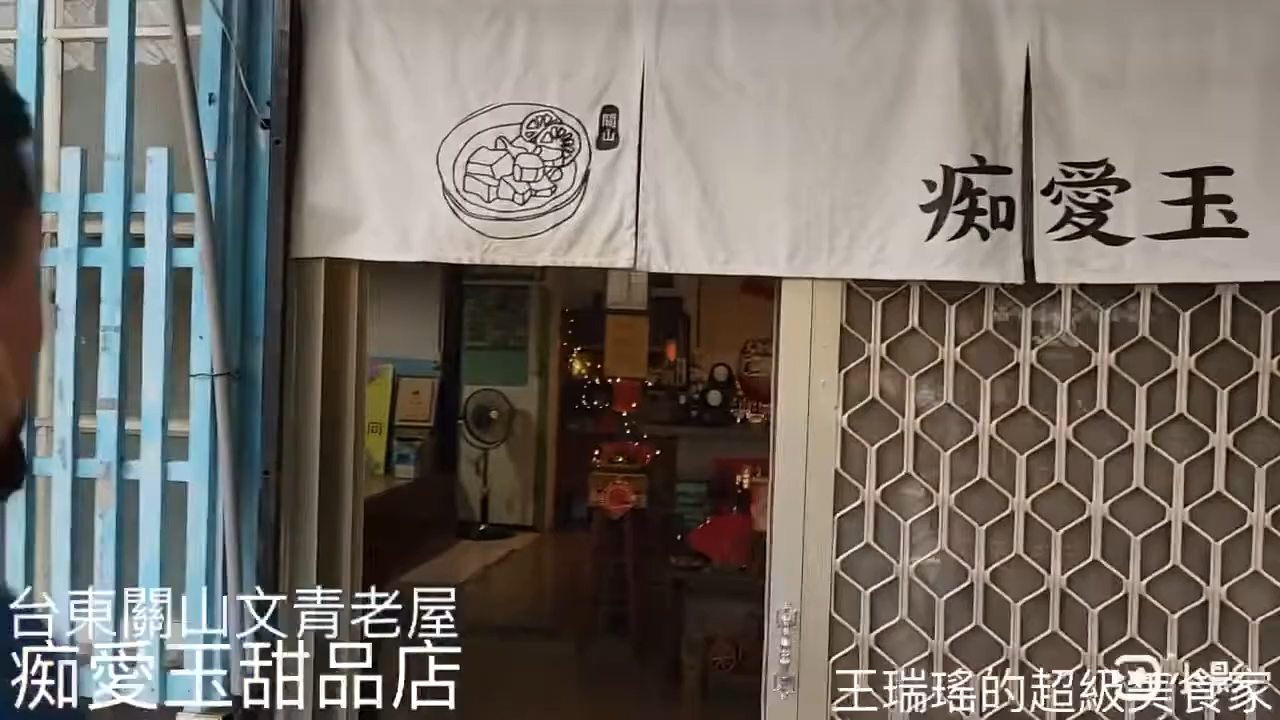 關山
痴愛玉
台東關山文青老屋
痴愛玉甜品店
王瑞瑤的超級美食家